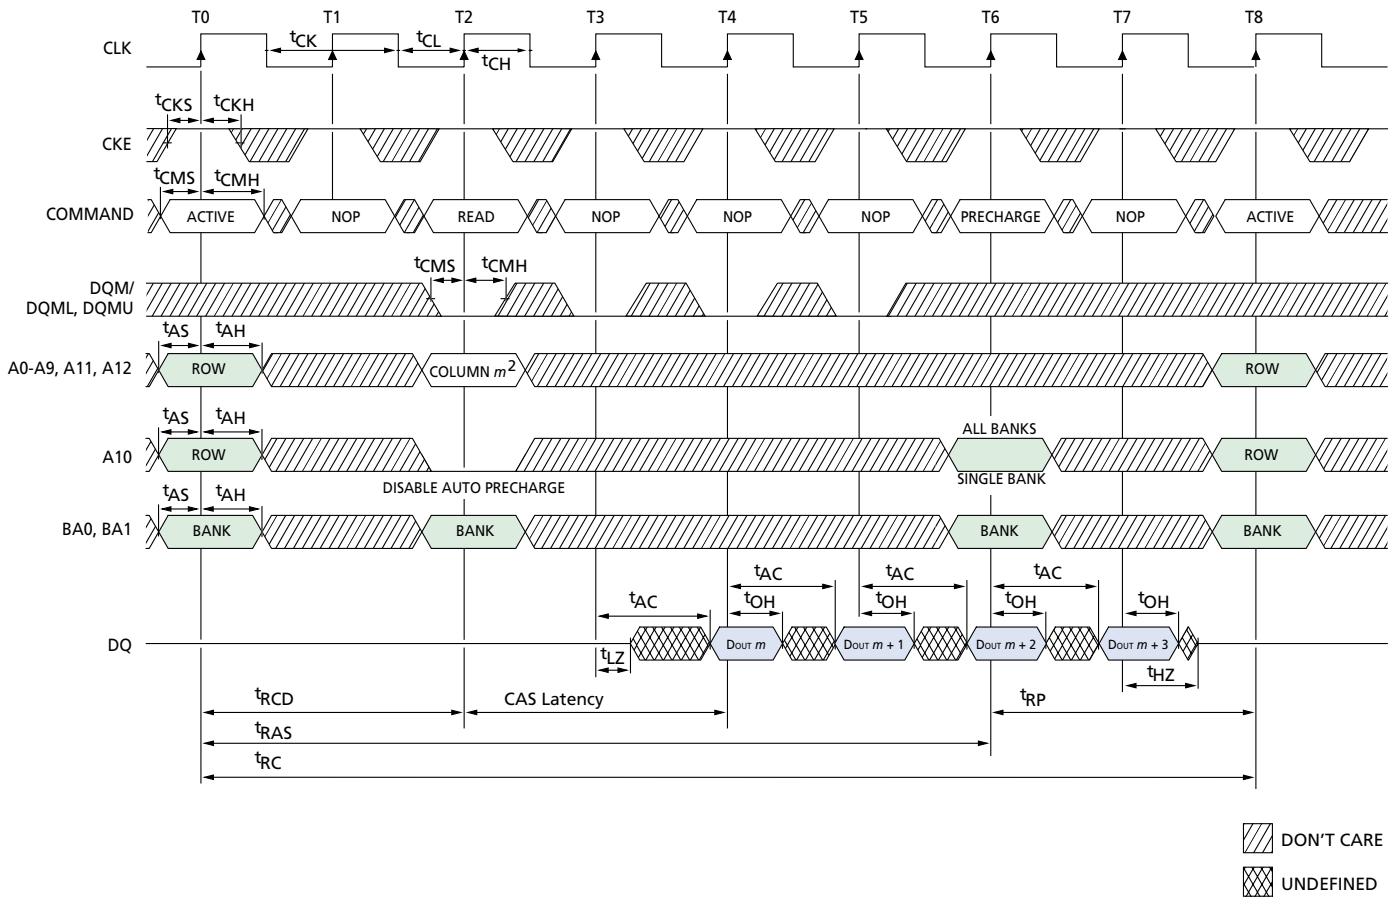 T0 T1 T2 T3 T4 T5 T6 T7 T8
CLK
tCK tCL
tCH
tCKS tCKH
CKE
tCMS tCMH
COMMAND ACTIVE NOP READ NOP NOP NOP PRECHARGE NOP ACTIVE
tCMS tCMH
DQM/
DQML, DQMU
tAS tAH
A0-A9, A11, A12 ROW COLUMN m2 ROW
tAS tAH ALL BANKS
A10 ROW ROW
DISABLE AUTO PRECHARGE SINGLE BANK
tAS tAH
BA0, BA1 BANK BANK BANK BANK
tAC tAC tAC
tAC tOH tOH tOH tOH
DQ DOUT m DOUT m + 1 DOUT m + 2 DOUT m + 3
tLZ tHZ
tRCD CAS Latency tRP
tRAS
tRC
DON'T CARE
UNDEFINED